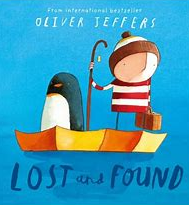 From international bestseller
OLIVER JEFFERS
LOST and FOUND